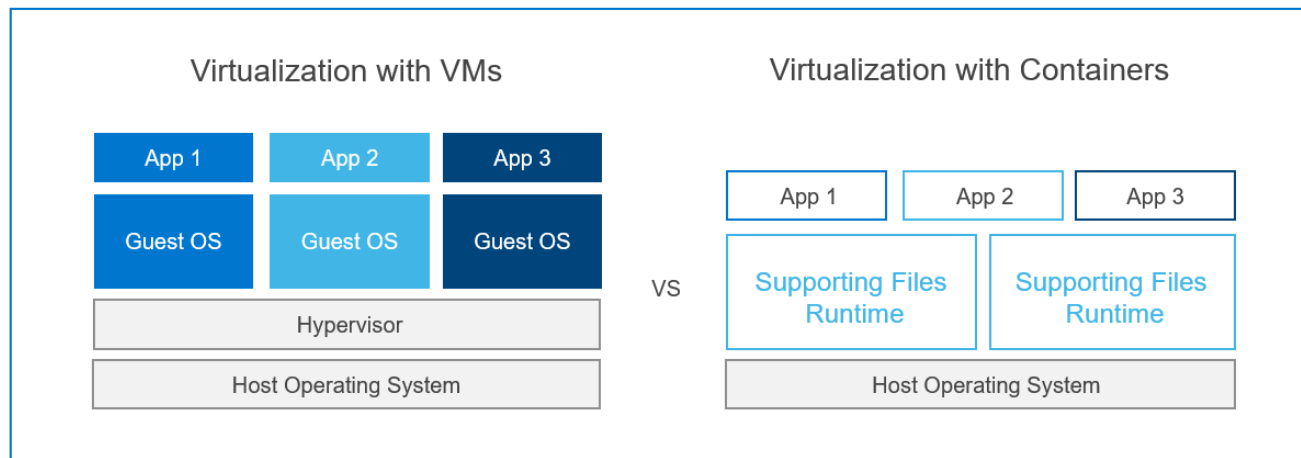 Virtualization with VMs
App 1
App 2
App 3
Guest OS
Guest OS
Guest OS
Hypervisor
Host Operating System
VS
Virtualization with Containers
App 1
App 2
App 3
Supporting Files
Runtime
Supporting Files
Runtime
Host Operating System